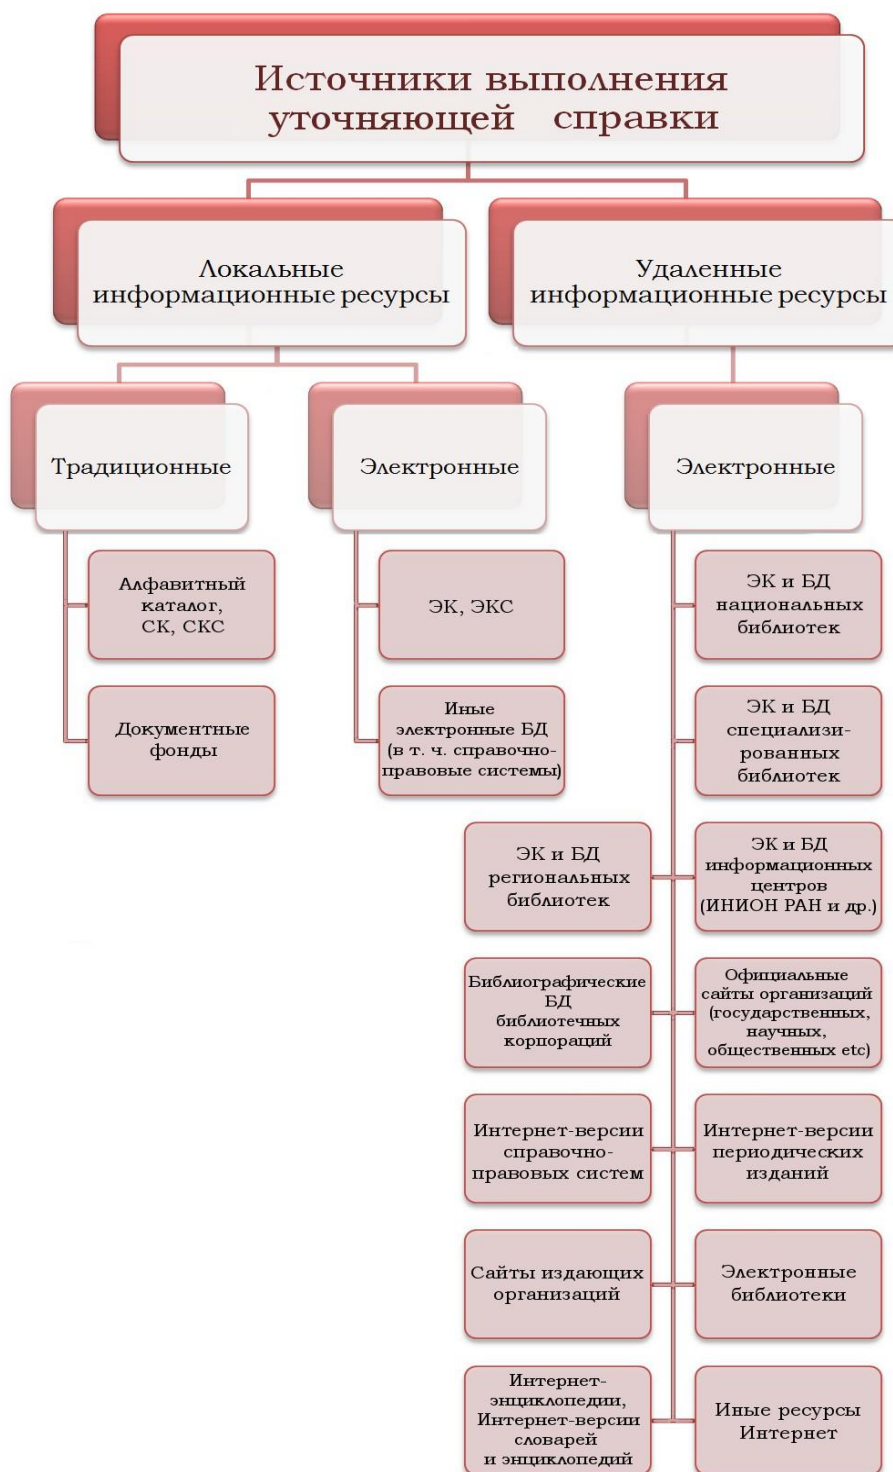 Источники выполнения
уточняющей справки
Локальные
информационные ресурсы
Удаленные
информационные ресурсы
Традиционные
Электронные
Электронные
Алфавитный
каталог,
СК, СКС
Документные
фонды
ЭК, ЭКС
Иные
электронные БД
(в т. ч. справочно-
правовые системы)
ЭК и БД
национальных
библиотек
ЭК и БД
специализи-
рованных
библиотек
ЭК и БД
региональных
библиотек
ЭК и БД
информационных
центров
(ИНИОН РАН и др.)
Библиографические
БД
библиотечных
корпораций
Официальные
сайты организаций
(государственных,
научных,
общественных etc)
Интернет-версии
справочно-
правовых систем
Интернет-версии
периодических
изданий
Сайты издающих
организаций
Электронные
библиотеки
Интернет-
энциклопедии,
Интернет-версии
словарей
и энциклопедий
Иные ресурсы
Интернет